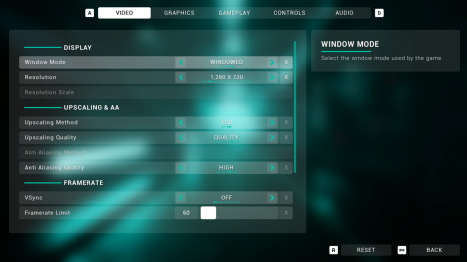 A VIDEO GRAPHICS GAMEPLAY CONTROLS AUDIO D
DISPLAY
Window Mode WINDOWED X
Resolution 1,280 X 720 X
Resolution Scale
UPSCALING & AA
Upscaling Method X
Upscaling Quality QUALITY X
Anti Aliasing Method
Anti Aliasing Quality HIGH X
FRAMERATE
VSync OFF X
Framerate Limit 60 X
WINDOW MODE
Select the window mode used by the game.
R RESET BACK